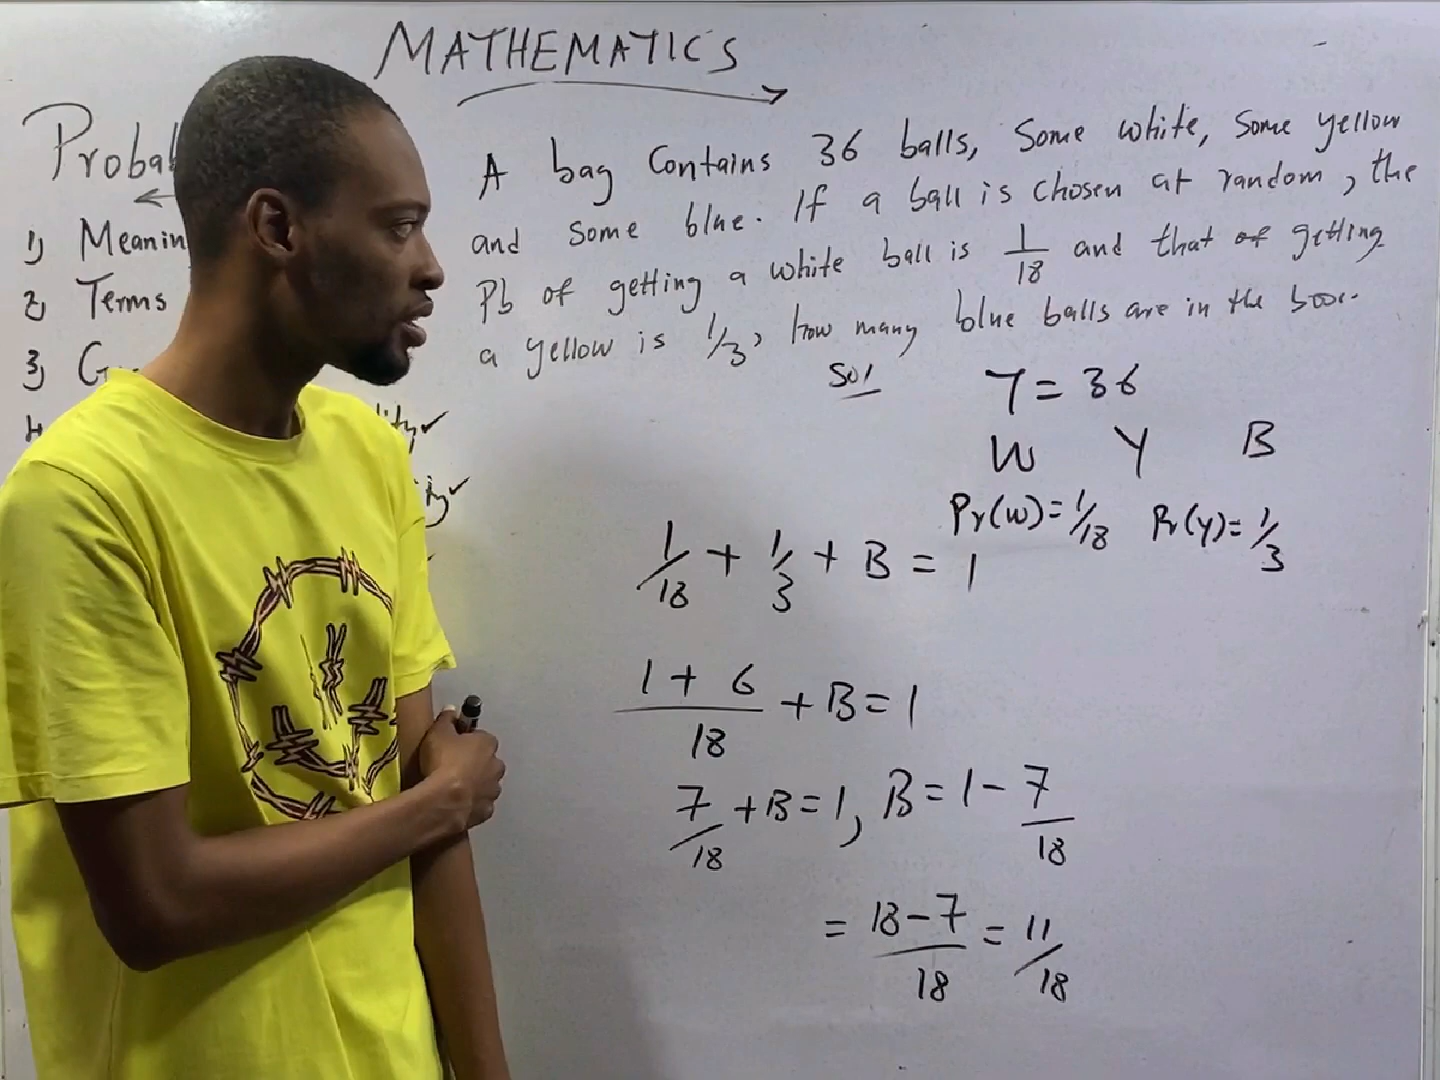 MATHEMATICS
Probab
1) Meanin
2) Terms
3) G
A bag Contains 36 balls, Some white, Some yellow
and some blue. If a ball is chosen at random, the
Pb of getting a white ball is 1/18 and that of getting
a yellow is 1/3, how many blue balls are in the box.
Sol
T = 36
W Y B
Pr(w) = 1/18 Pr(y) = 1/3
1/18 + 1/3 + B = 1
1 + 6/18 + B = 1
7/18 + B = 1, B = 1 - 7/18
= 18 - 7/18 = 11/18